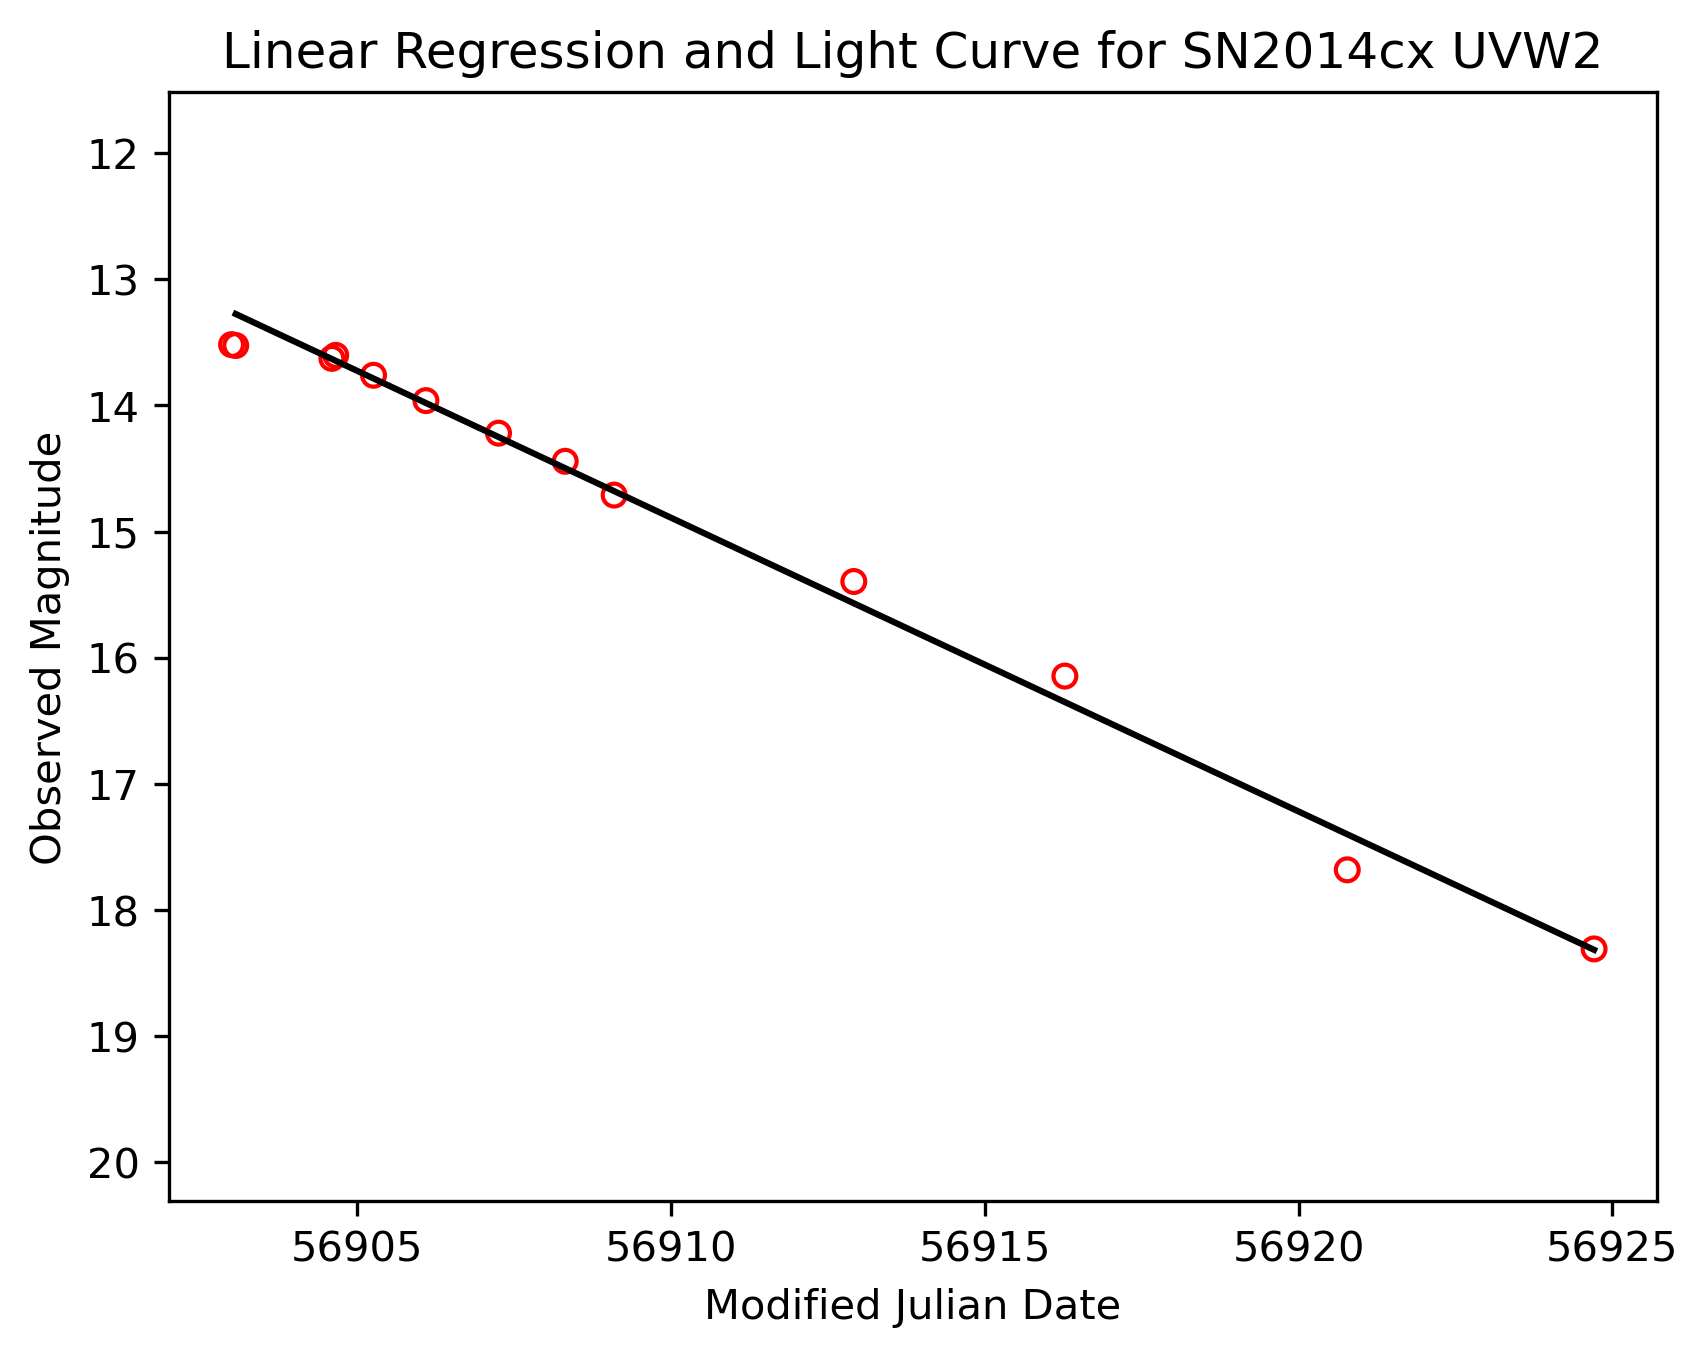 Linear Regression and Light Curve for SN2014cx UVW2
12
13
14
15
16
17
18
19
20
Observed Magnitude
56905 56910 56915 56920 56925
Modified Julian Date